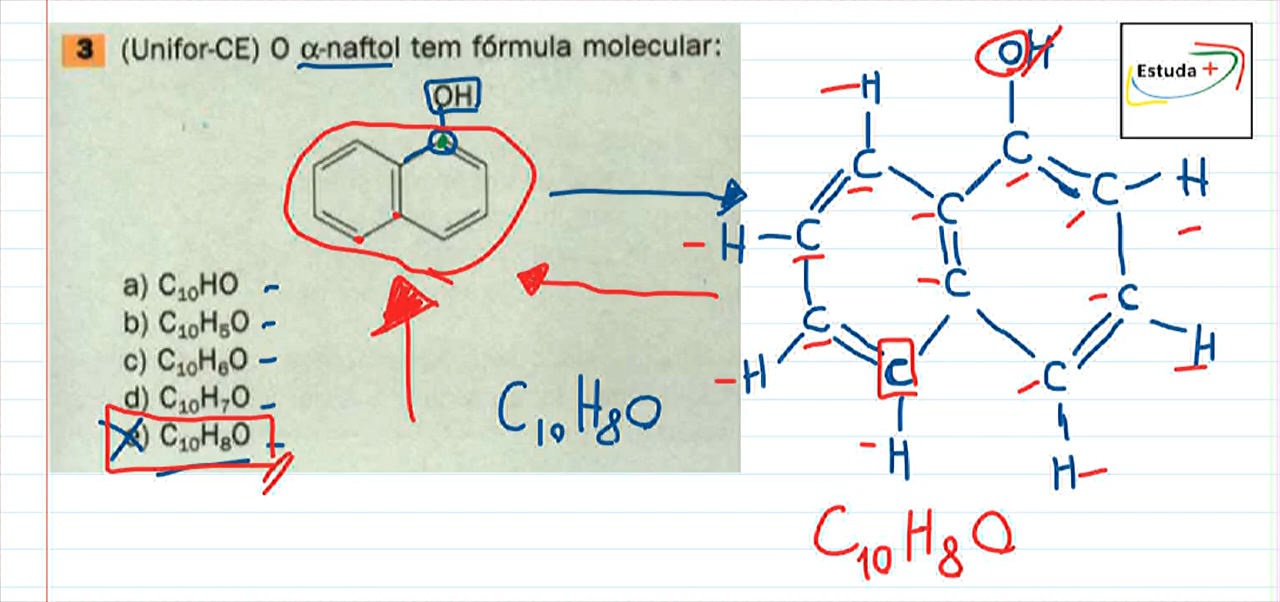 3 (Unifor-CE) O α-naftol tem fórmula molecular:
OH
a) C₁₀HO
b) C₁₀H₅O
c) C₁₀H₆O
d) C₁₀H₇O
e) C₁₀H₈O
C₁₀H₈O
Estuda +
OH
H
C
C
C
C
H
H
C
C
C
C
H
C
C
H
C
H
H
H
C₁₀H₈O